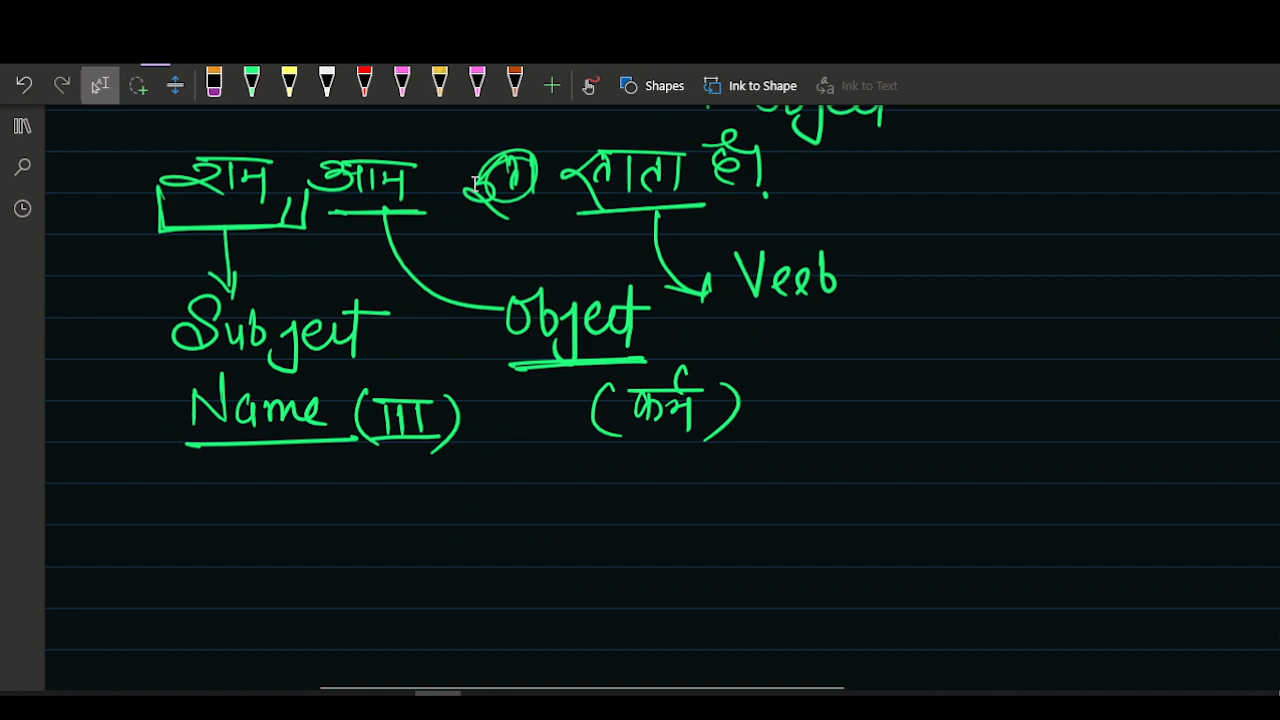 Shapes Ink to Shape Ink to Text
राम आम खाता है।
Verb
Subject Object
Name (III) (कर्म)